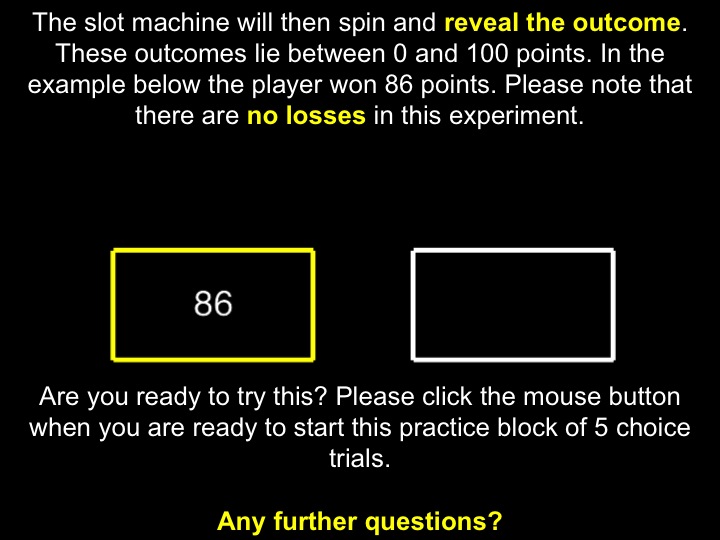 The slot machine will then spin and reveal the outcome.
These outcomes lie between 0 and 100 points. In the
example below the player won 86 points. Please note that
there are no losses in this experiment.
86
Are you ready to try this? Please click the mouse button
when you are ready to start this practice block of 5 choice
trials.
Any further questions?